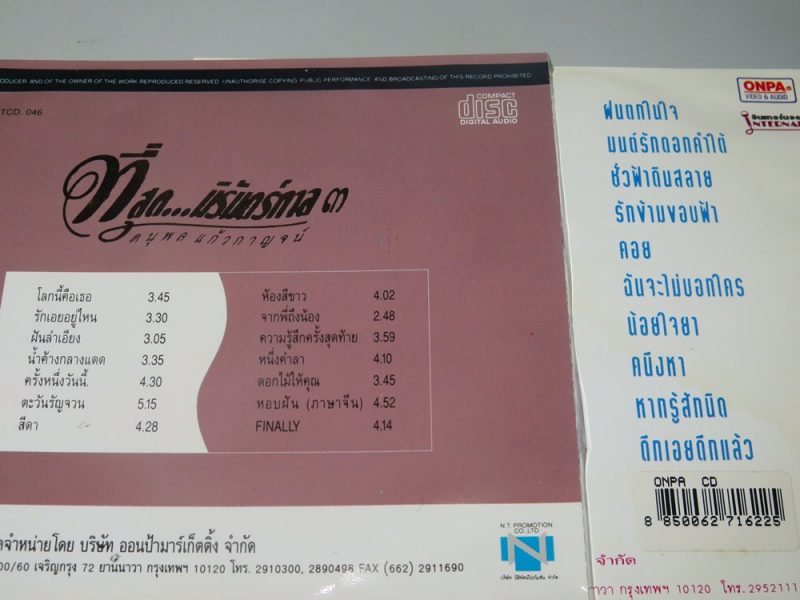 ODUCER AND OF THE OWNER OF THE WORK REPRODUCED RESERVED. UNAUTHORISE COPYING, PUBLIC PERFORMANCE AND BROADCASTING OF THIS RECORD PROHIBITED.
TCD. 046
COMPACT
disc
DIGITAL AUDIO
ที่สุด...นิรันดร์กาล ๓
ดนุพล แก้วกาญจน์
โลกนี้คือเธอ 3.45
รักเอยอยู่ไหน 3.30
ฝันลำเอียง 3.05
น้ำค้างกลางแดด 3.35
ครั้งหนึ่งวันนี้. 4.30
ตะวันรัญจวน 5.15
สีดา 4.28
ห้องสีขาว 4.02
จากพี่ถึงน้อง 2.48
ความรู้สึกครั้งสุดท้าย 3.59
หนึ่งคำลา 4.10
ดอกไม้ให้คุณ 3.45
หอบฝัน (ภาษาจีน) 4.52
FINALLY 4.14
จำหน่ายโดย บริษัท ออนป้ามาร์เก็ตติ้ง จำกัด
00/60 เจริญกรุง 72 ยานนาวา กรุงเทพฯ 10120 โทร. 2910300, 2890498 FAX (662) 2911690
N.T. PROMOTION
CO.,LTD
N
ONPA®
VIDEO & AUDIO
INTERNA
ฝนตกในใจ
มนต์รักดอกคำใต้
ชั่วฟ้าดินสลาย
รักข้ามขอบฟ้า
คอย
ฉันจะไม่บอกใคร
น้อยใจยา
คนึงหา
หากรู้สักนิด
ดึกเอยดึกแล้ว
ONPA CD
8 850062 716225
จำกัด
นาวา กรุงเทพฯ 10120 โทร. 2952111